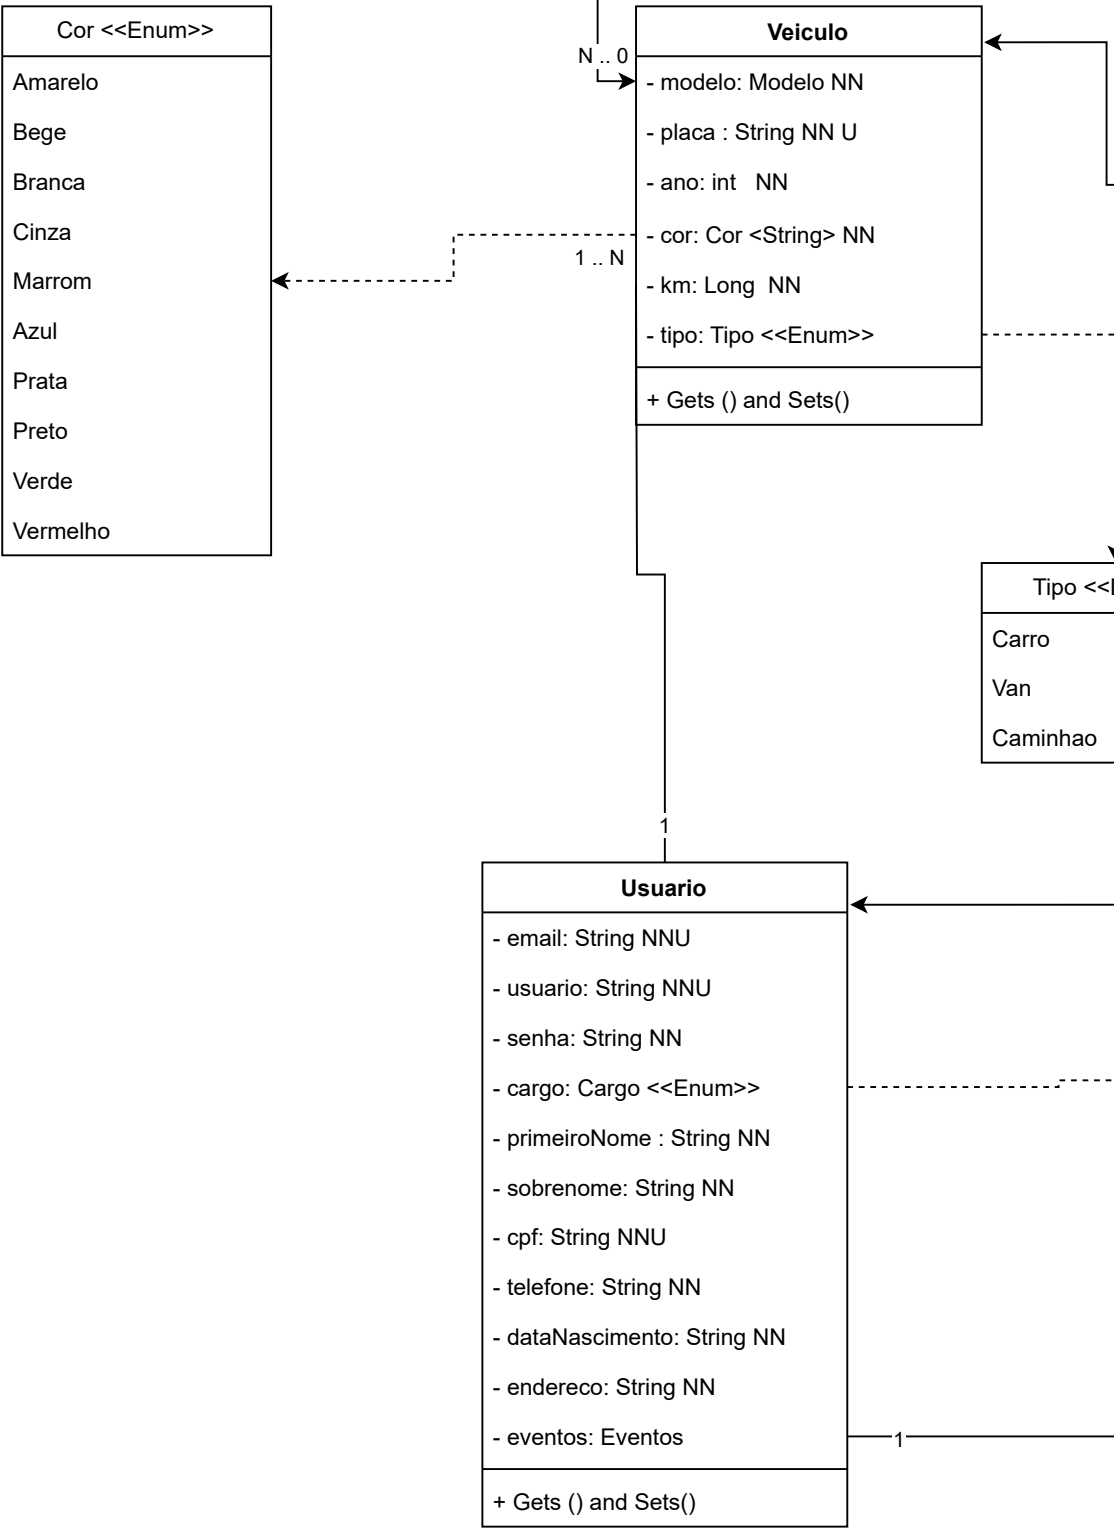 Cor <<Enum>>
Amarelo
Bege
Branca
Cinza
Marrom
Azul
Prata
Preto
Verde
Vermelho
N .. 0
Veiculo
- modelo: Modelo NN
- placa : String NN U
- ano: int   NN
- cor: Cor <String> NN
1 .. N
- km: Long  NN
- tipo: Tipo <<Enum>>
+ Gets () and Sets()
Tipo <<
Carro
Van
Caminhao
1
Usuario
- email: String NNU
- usuario: String NNU
- senha: String NN
- cargo: Cargo <<Enum>>
- primeiroNome : String NN
- sobrenome: String NN
- cpf: String NNU
- telefone: String NN
- dataNascimento: String NN
- endereco: String NN
- eventos: Eventos
1
+ Gets () and Sets()